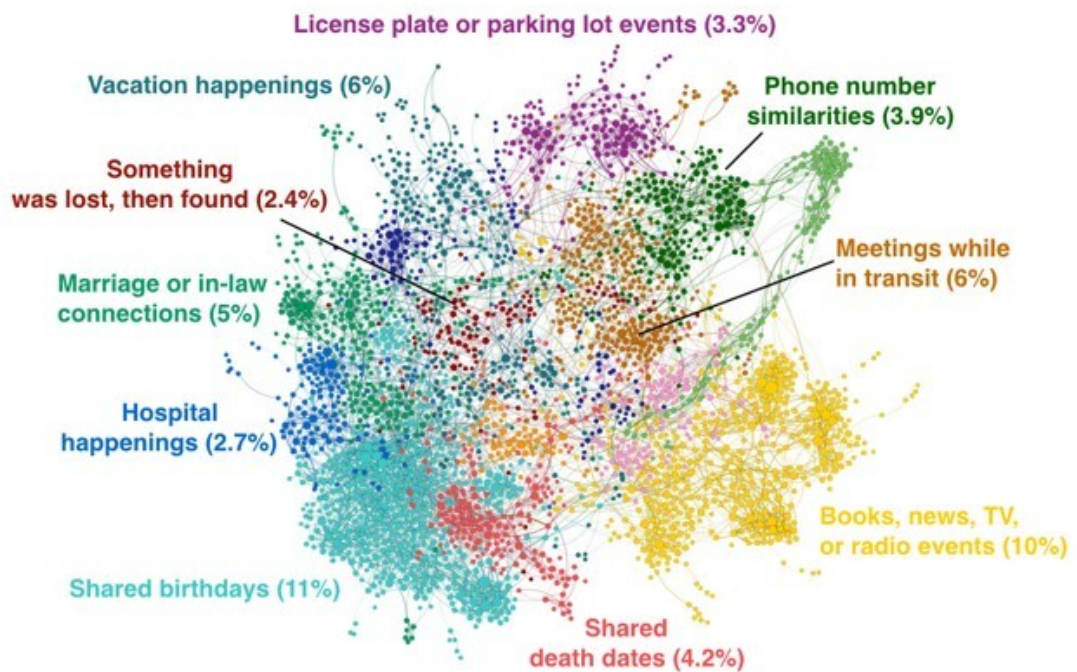 License plate or parking lot events (3.3%)
Vacation happenings (6%)
Phone number
similarities (3.9%)
Something
was lost, then found (2.4%)
Meetings while
in transit (6%)
Marriage or in-law
connections (5%)
Hospital
happenings (2.7%)
Books, news, TV,
or radio events (10%)
Shared birthdays (11%)
Shared
death dates (4.2%)